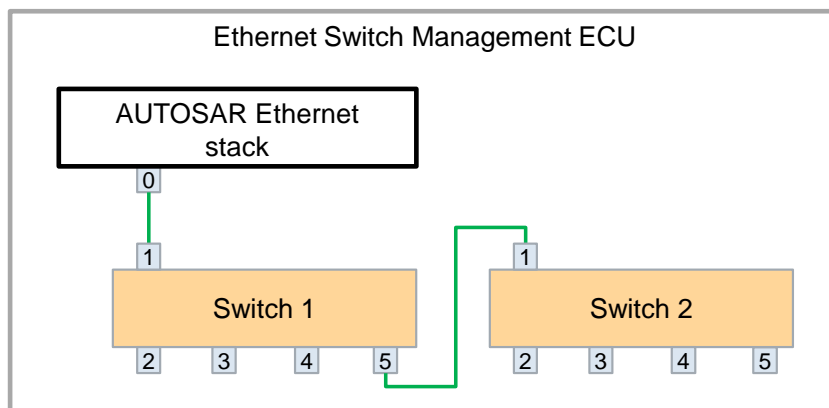 Ethernet Switch Management ECU
AUTOSAR Ethernet
stack
0
1
1
Switch 1
Switch 2
2 3 4 5
2 3 4 5